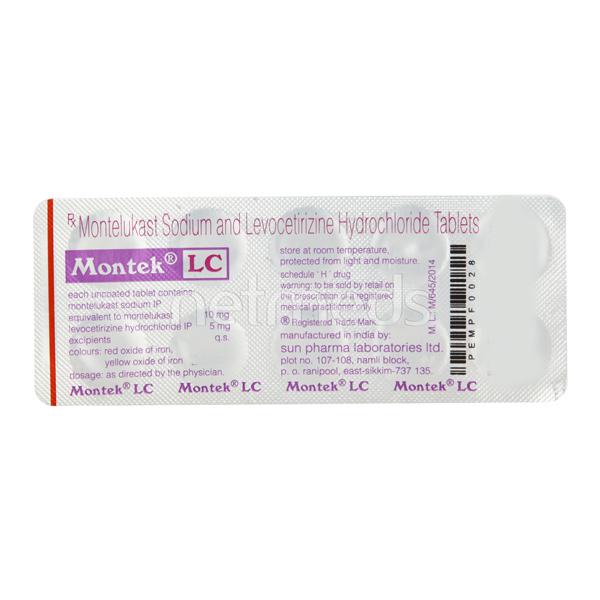 Rx Montelukast Sodium and Levocetirizine Hydrochloride Tablets
Montek® LC
each uncoated tablet contains:
montelukast sodium IP
equivalent to montelukast 10 mg
levocetirizine hydrochloride IP 5 mg
excipients q.s.
colours: red oxide of iron,
yellow oxide of iron
dosage: as directed by the physician.
store at room temperature,
protected from light and moisture.
schedule 'H' drug
warning: to be sold by retail on
the prescription of a registered
medical practitioner only.
® Registered Trade Mark
manufactured in india by:
sun pharma laboratories ltd.
plot no. 107-108, namli block,
p. o. ranipool, east-sikkim-737 135.
M. L.: M/645/2014
PEMPF0028
Montek® LC Montek® LC Montek® LC Montek® LC
netmeds